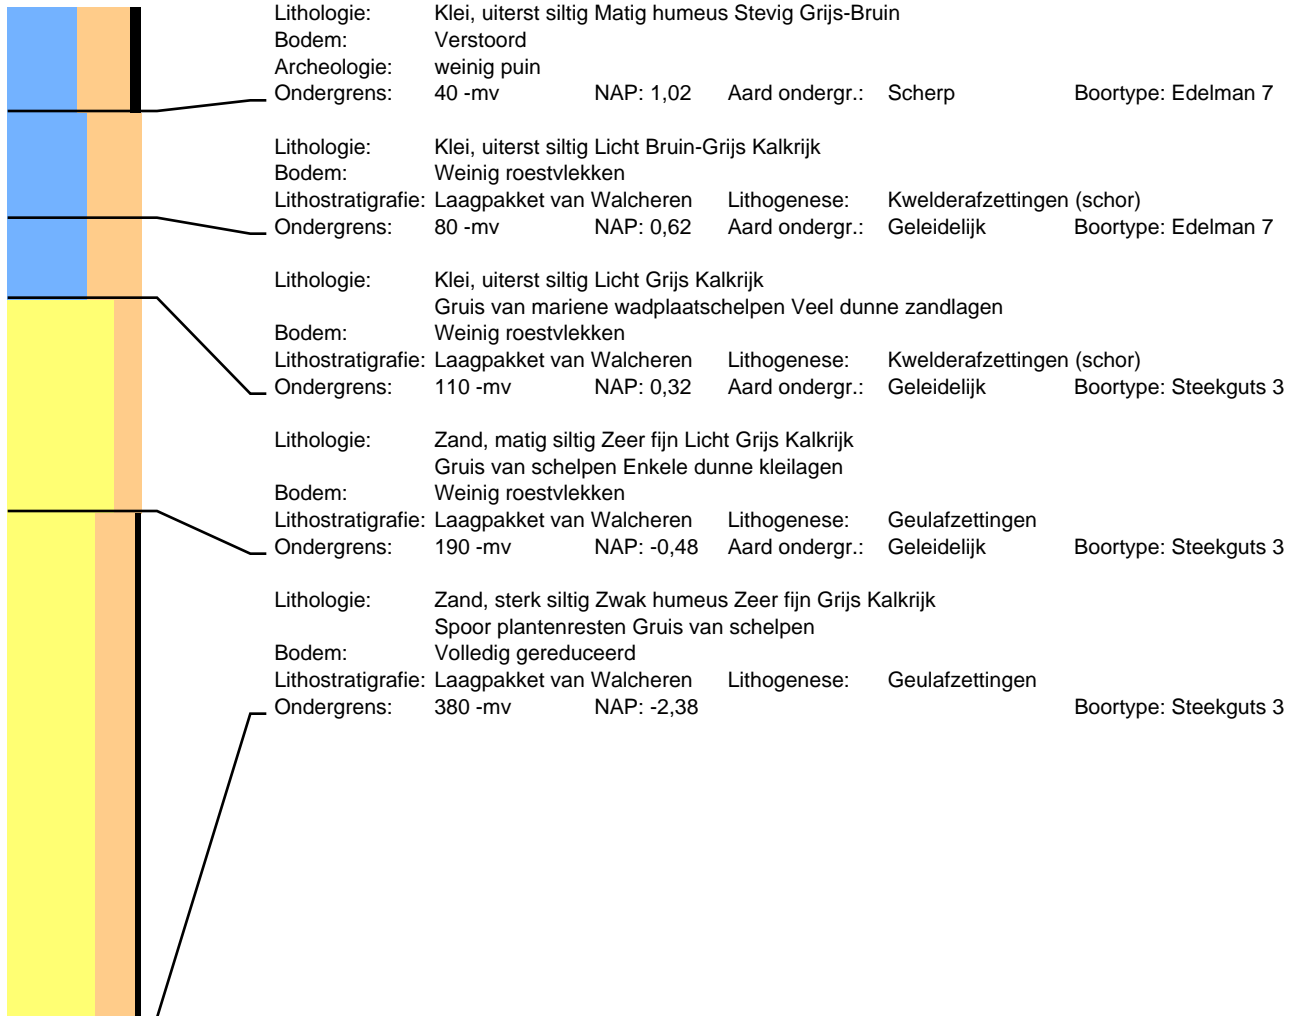 Lithologie: Klei, uiterst siltig Matig humeus Stevig Grijs-Bruin
Bodem: Verstoord
Archeologie: weinig puin
Ondergrens: 40 -mv NAP: 1,02 Aard ondergr.: Scherp Boortype: Edelman 7
Lithologie: Klei, uiterst siltig Licht Bruin-Grijs Kalkrijk
Bodem: Weinig roestvlekken
Lithostratigrafie: Laagpakket van Walcheren Lithogenese: Kwelderafzettingen (schor)
Ondergrens: 80 -mv NAP: 0,62 Aard ondergr.: Geleidelijk Boortype: Edelman 7
Lithologie: Klei, uiterst siltig Licht Grijs Kalkrijk
Gruis van mariene wadplaatschelpen Veel dunne zandlagen
Bodem: Weinig roestvlekken
Lithostratigrafie: Laagpakket van Walcheren Lithogenese: Kwelderafzettingen (schor)
Ondergrens: 110 -mv NAP: 0,32 Aard ondergr.: Geleidelijk Boortype: Steekguts 3
Lithologie: Zand, matig siltig Zeer fijn Licht Grijs Kalkrijk
Gruis van schelpen Enkele dunne kleilagen
Bodem: Weinig roestvlekken
Lithostratigrafie: Laagpakket van Walcheren Lithogenese: Geulafzettingen
Ondergrens: 190 -mv NAP: -0,48 Aard ondergr.: Geleidelijk Boortype: Steekguts 3
Lithologie: Zand, sterk siltig Zwak humeus Zeer fijn Grijs Kalkrijk
Spoor plantenresten Gruis van schelpen
Bodem: Volledig gereduceerd
Lithostratigrafie: Laagpakket van Walcheren Lithogenese: Geulafzettingen
Ondergrens: 380 -mv NAP: -2,38 Boortype: Steekguts 3